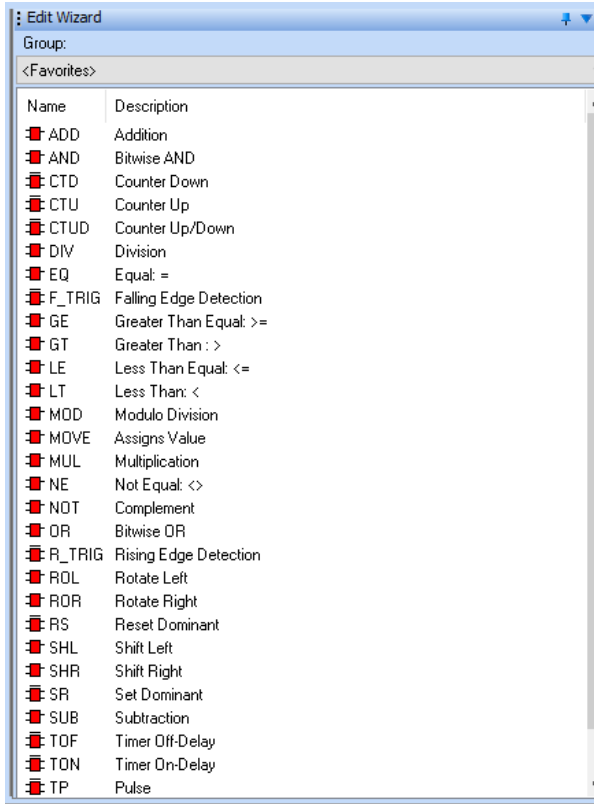 Edit Wizard
Group:
<Favorites>
Name Description
ADD Addition
AND Bitwise AND
CTD Counter Down
CTU Counter Up
CTUD Counter Up/Down
DIV Division
EQ Equal: =
F_TRIG Falling Edge Detection
GE Greater Than Equal: >=
GT Greater Than : >
LE Less Than Equal: <=
LT Less Than: <
MOD Modulo Division
MOVE Assigns Value
MUL Multiplication
NE Not Equal: <>
NOT Complement
OR Bitwise OR
R_TRIG Rising Edge Detection
ROL Rotate Left
ROR Rotate Right
RS Reset Dominant
SHL Shift Left
SHR Shift Right
SR Set Dominant
SUB Subtraction
TOF Timer Off-Delay
TON Timer On-Delay
TP Pulse